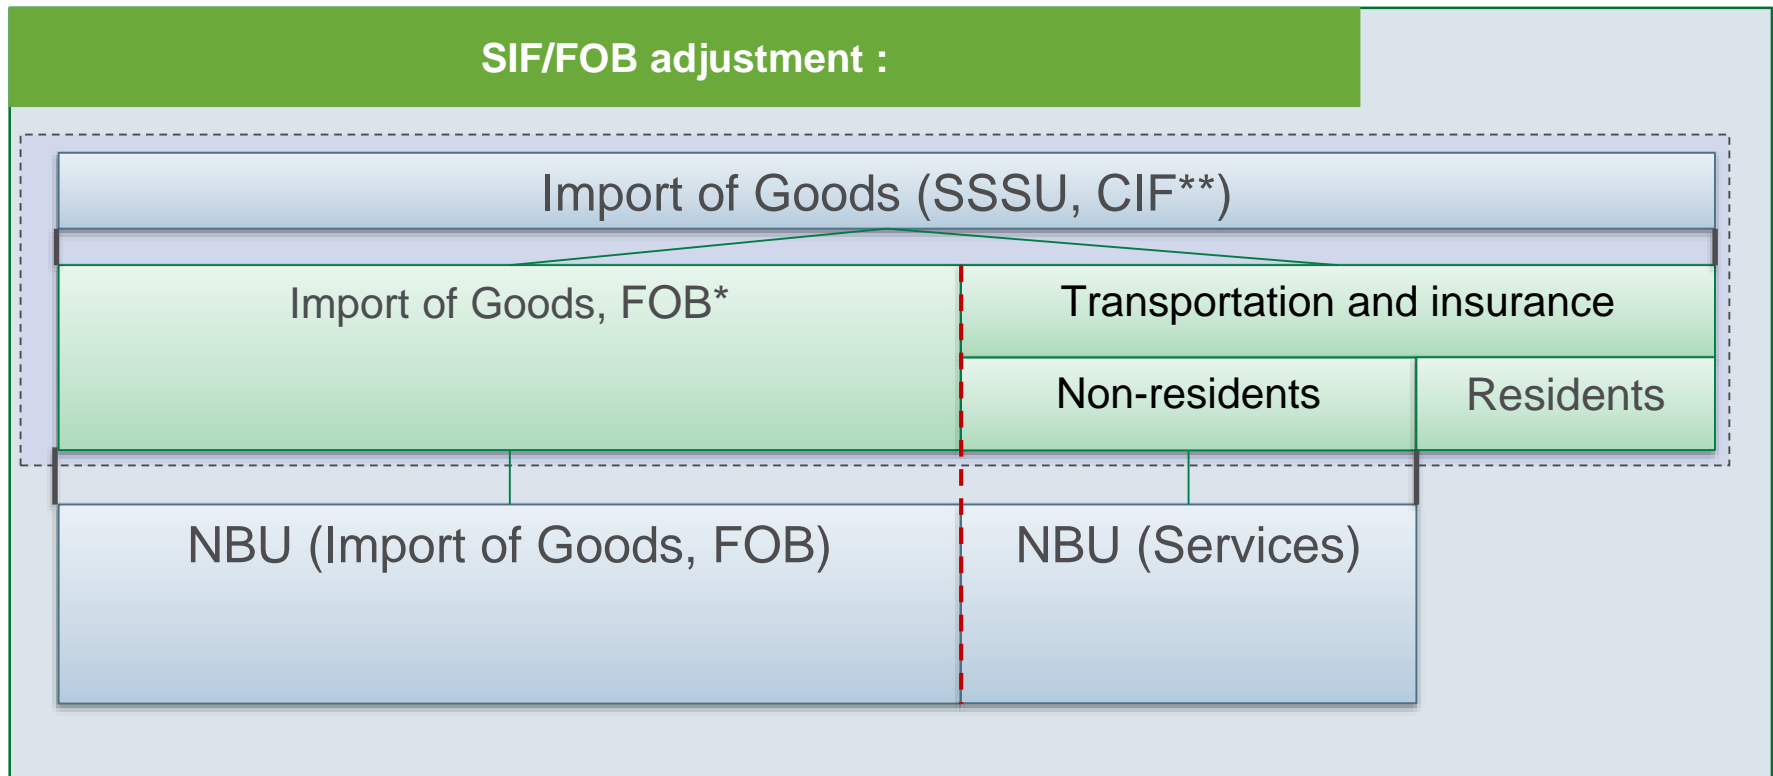 SIF/FOB adjustment :
Import of Goods (SSSU, CIF**)
Import of Goods, FOB*
Transportation and insurance
Non-residents
Residents
NBU (Import of Goods, FOB)
NBU (Services)